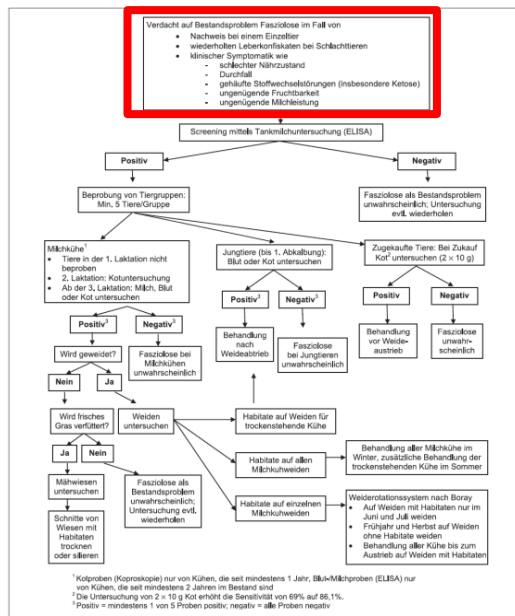 Verdacht auf Bestandsproblem Fasziolose im Fall von
• Nachweis bei einem Einzeltier
• wiederholten Leberkonfiskaten bei Schlachttieren
• klinischer Symptomatik wie
- schlechter Nährzustand
- Durchfall
- gehäufte Stoffwechselstörungen (insbesondere Ketose)
- ungenügende Fruchtbarkeit
- ungenügende Milchleistung
Screening mittels Tankmilchuntersuchung (ELISA)
Positiv
Negativ
Beprobung von Tiergruppen:
Min. 5 Tiere/Gruppe
Fasziolose als Bestandsproblem
unwahrscheinlich; Untersuchung
evtl. wiederholen
Milchkühe¹
• Tiere in der 1. Laktation nicht
beproben
• 2. Laktation: Kotuntersuchung
• Ab der 3. Laktation: Milch, Blut
oder Kot untersuchen
Jungtiere (bis 1. Abkalbung):
Blut oder Kot untersuchen
Zugekaufte Tiere: Bei Zukauf
Kot² untersuchen (2 × 10 g)
Positiv³
Negativ³
Positiv³
Negativ³
Positiv
Negativ
Wird geweidet?
Fasziolose bei
Milchkühen
unwahrscheinlich
Behandlung
nach
Weideabtrieb
Fasziolose
bei Jungtieren
unwahrscheinlich
Behandlung
vor Weide-
austrieb
Fasziolose
unwahr-
scheinlich
Nein
Ja
Wird frisches
Gras verfüttert?
Weiden
untersuchen
Habitate auf Weiden für
trockenstehende Kühe
Ja
Nein
Habitate auf allen
Milchkuhweiden
Behandlung aller Milchkühe im
Winter, zusätzliche Behandlung der
trockenstehenden Kühe im Sommer
Mähwiesen
untersuchen
Fasziolose als
Bestandsproblem
unwahrscheinlich;
Untersuchung evtl.
wiederholen
Habitate auf einzelnen
Milchkuhweiden
Weiderotationssystem nach Boray
• Auf Weiden mit Habitaten nur im
Juni und Juli weiden
• Frühjahr und Herbst auf Weiden
ohne Habitate weiden
• Behandlung aller Kühe bis zum
Austrieb auf Weiden mit Habitaten
Schnitte von
Wiesen mit
Habitaten
trocknen
oder silieren
¹ Kotproben (Koproskopie) nur von Kühen, die seit mindestens 1 Jahr, Blut-/Milchproben (ELISA) nur
von Kühen, die seit mindestens 2 Jahren im Bestand sind
² Die Untersuchung von 2 × 10 g Kot erhöht die Sensitivität von 69% auf 86,1%.
³ Positiv = mindestens 1 von 5 Proben positiv; negativ = alle Proben negativ